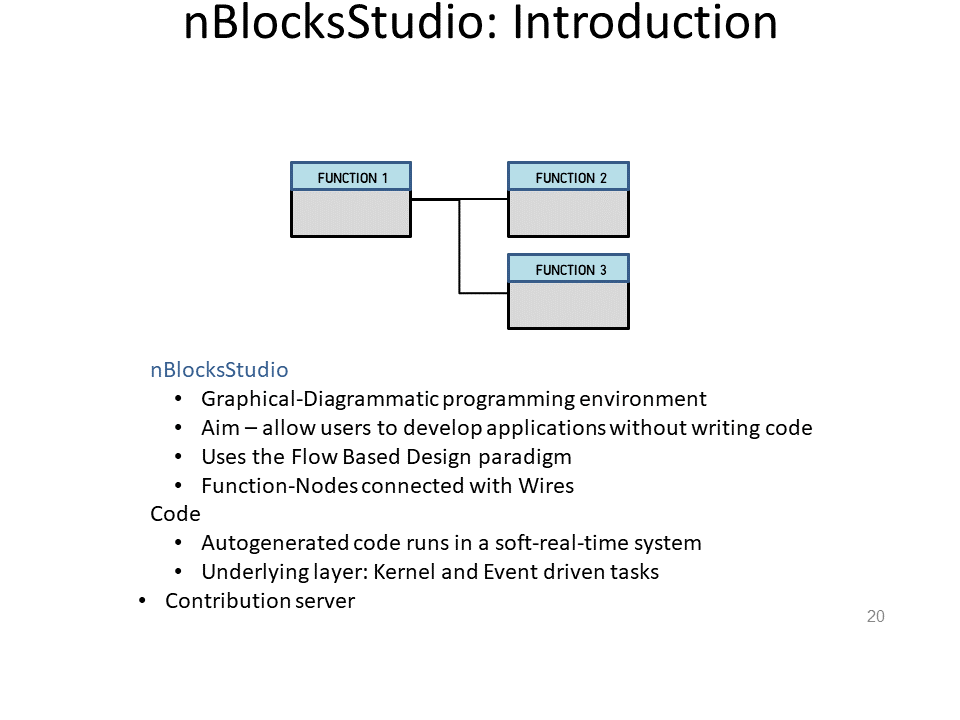 nBlocksStudio: Introduction
FUNCTION 1
FUNCTION 2
FUNCTION 3
nBlocksStudio
• Graphical-Diagrammatic programming environment
• Aim – allow users to develop applications without writing code
• Uses the Flow Based Design paradigm
• Function-Nodes connected with Wires
Code
• Autogenerated code runs in a soft-real-time system
• Underlying layer: Kernel and Event driven tasks
• Contribution server
20